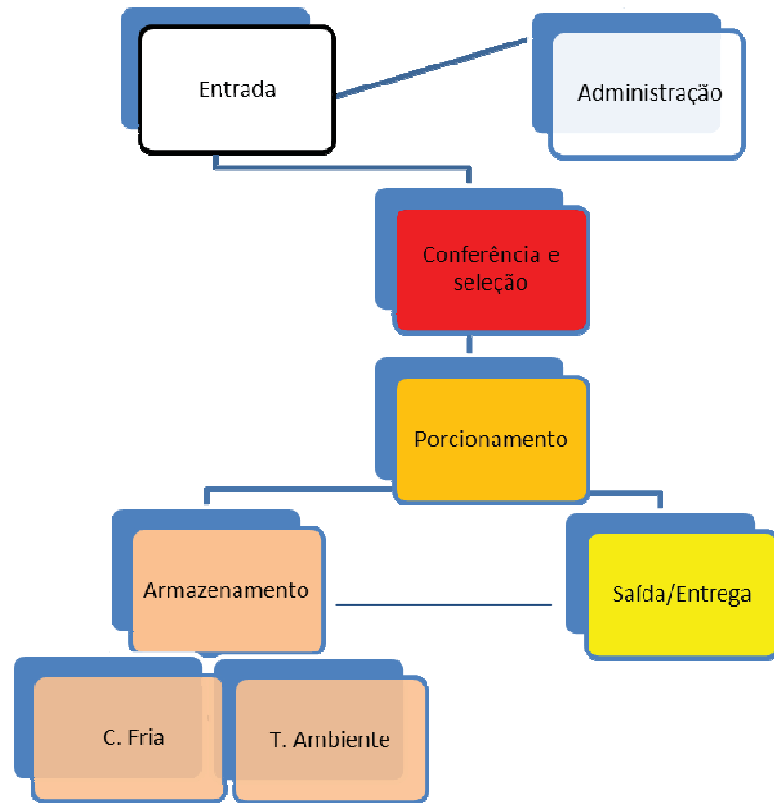 Entrada
Administração
Conferência e
seleção
Porcionamento
Armazenamento
Saída/Entrega
C. Fria
T. Ambiente